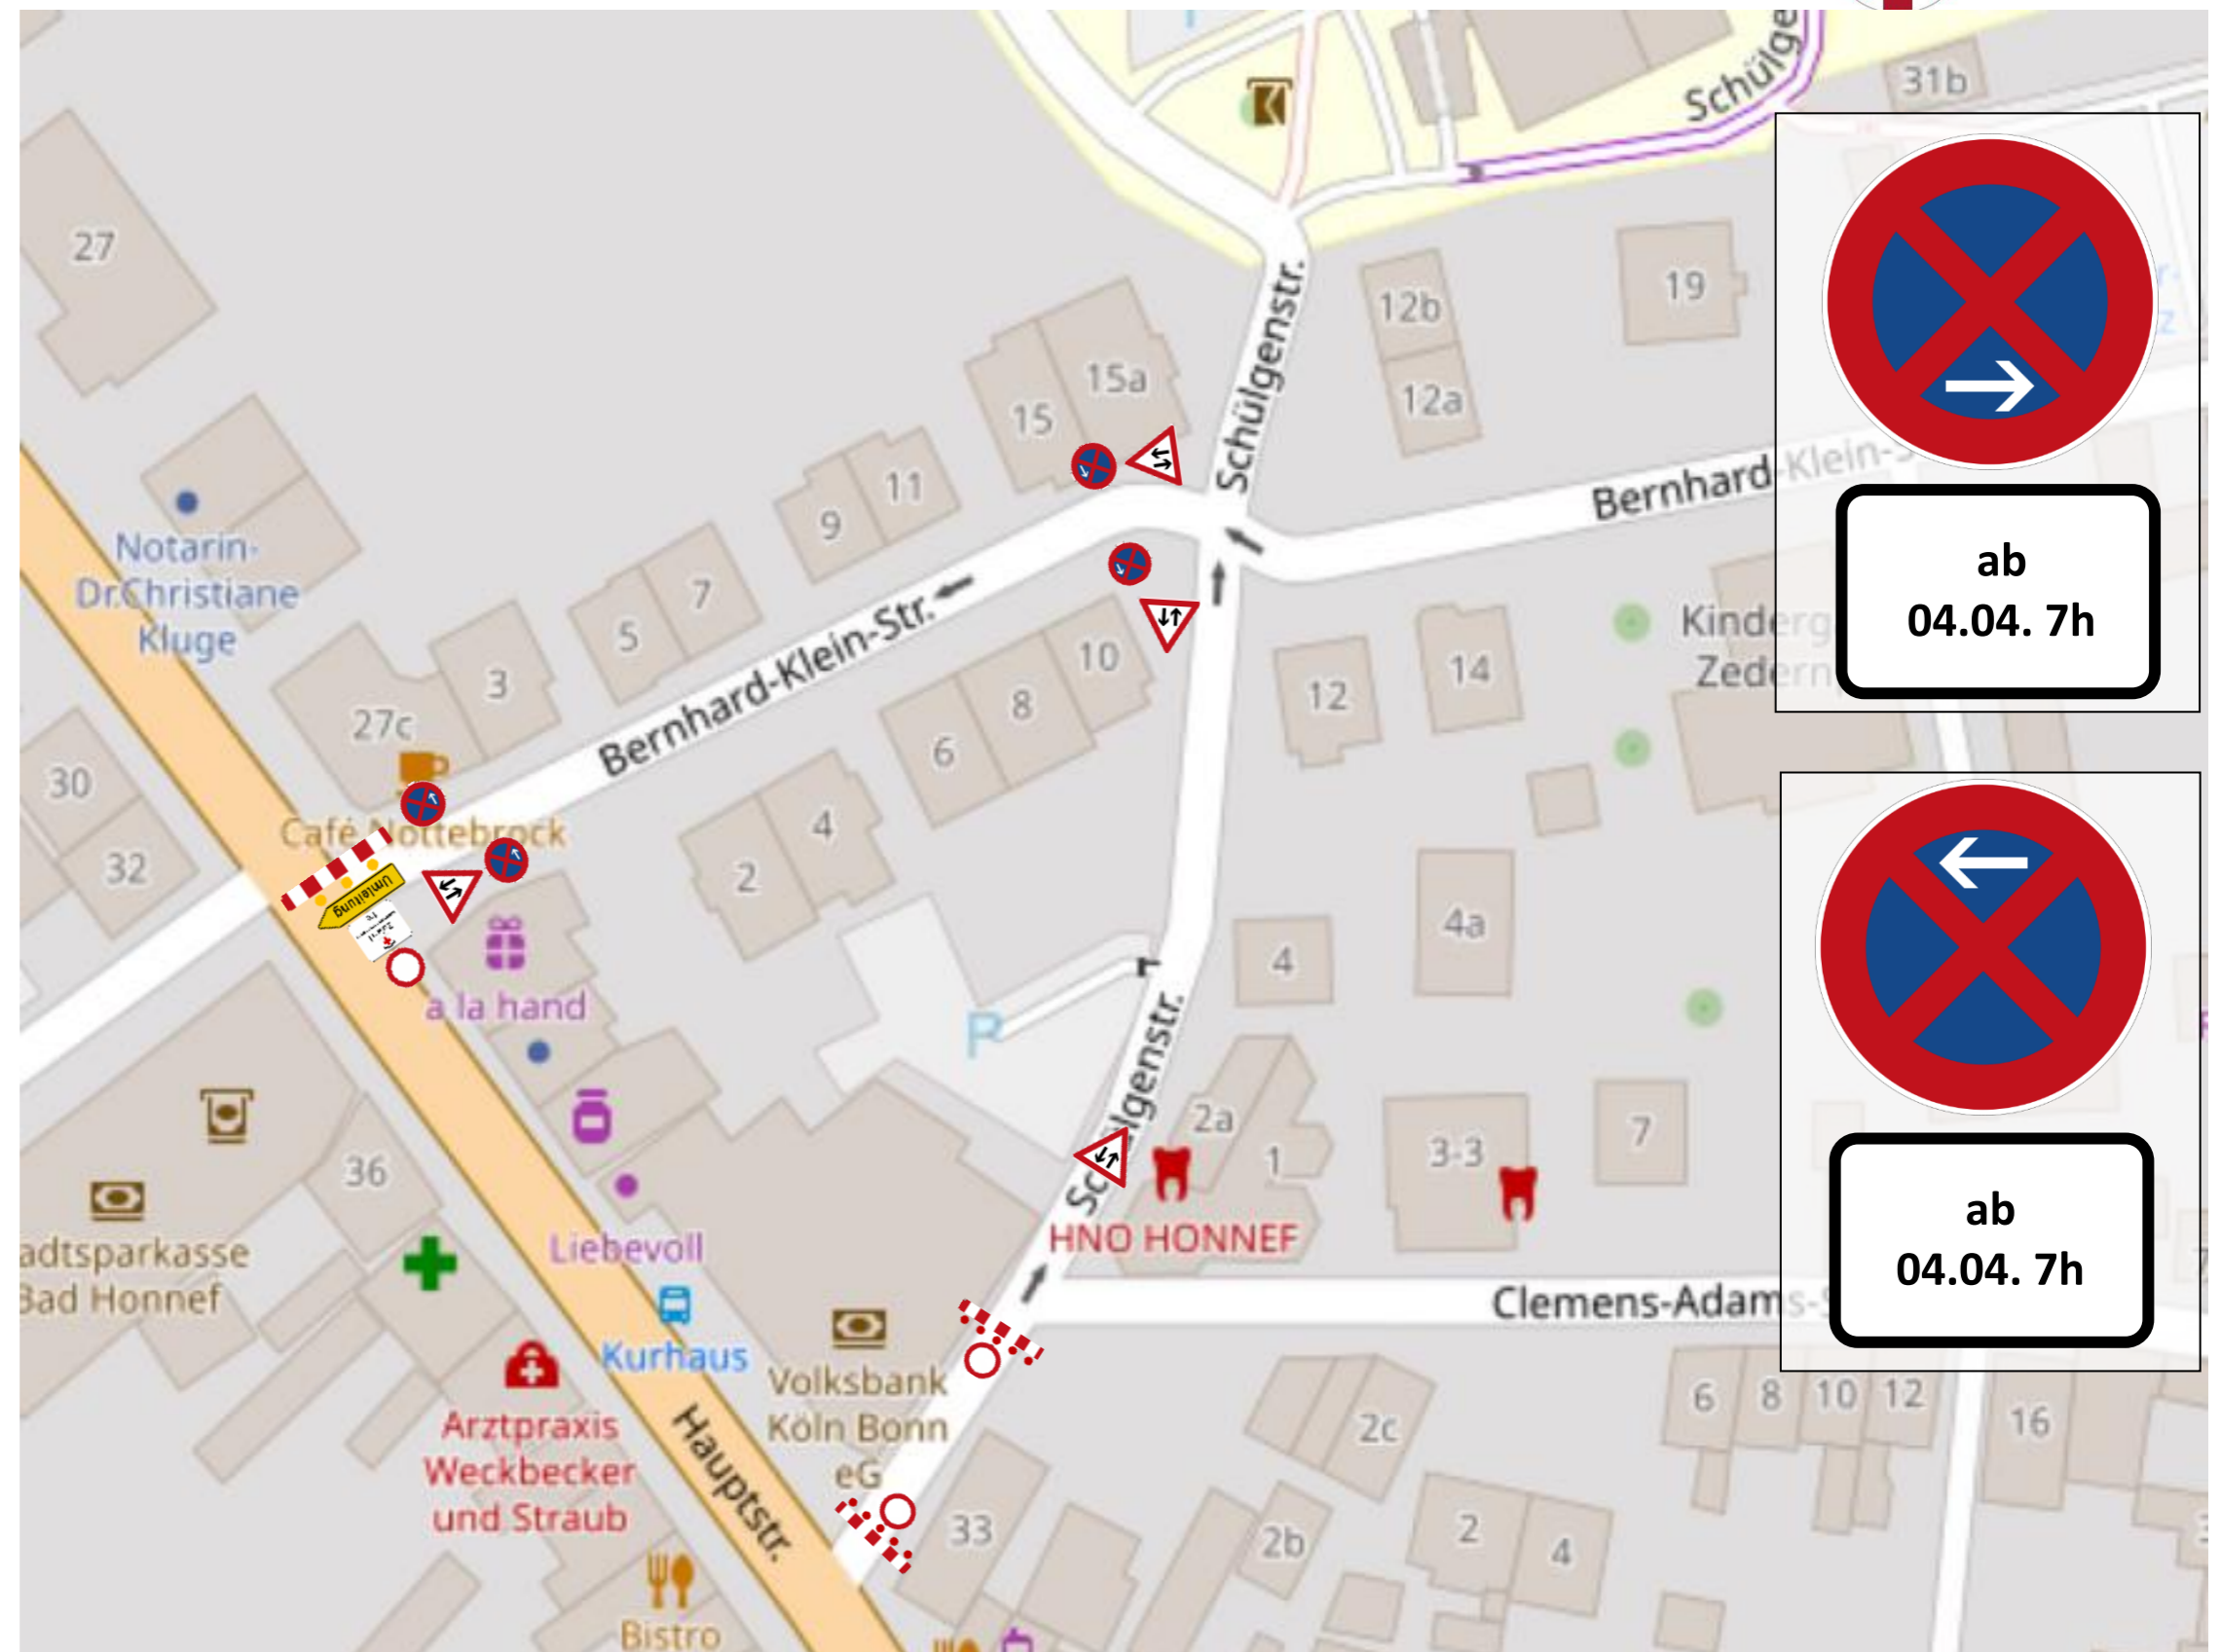 Schülge
31b
27
Schülgenstr.
12b
19
15a
15
12a
Bernhard-Klein-S
11
9
Notarin-
Dr.Christiane
Kluge
ab
04.04. 7h
5
7
Bernhard-Klein-Str.
3
27c
10
8
6
12
14
Kinderg
Zedern
30
32
Café Nottebrock
Umleitung
4
2
a la hand
4
4a
P
Schülgenstr.
2a
1
3-3
7
36
HNO HONNEF
adtsparkasse
Bad Honnef
Liebevoll
Kurhaus
Clemens-Adams-S
ab
04.04. 7h
Volksbank
Köln Bonn
eG
Arztpraxis
Weckbecker
und Straub
Hauptstr.
33
2c
6
8
10
12
16
2b
2
4
Bistro